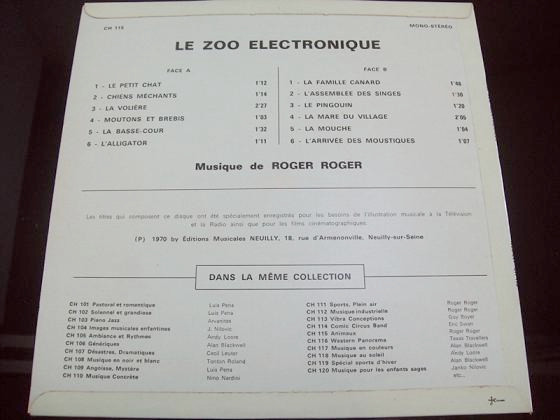 CH 115
MONO-STÉRÉO
LE ZOO ELECTRONIQUE
FACE A
1 - LE PETIT CHAT 1'12
2 - CHIENS MÉCHANTS 1'14
3 - LA VOLIÈRE 2'27
4 - MOUTONS ET BREBIS 1'03
5 - LA BASSE-COUR 1'32
6 - L'ALLIGATOR 1'11
FACE B
1 - LA FAMILLE CANARD 1'46
2 - L'ASSEMBLÉE DES SINGES 1'30
3 - LE PINGOUIN 1'20
4 - LA MARE DU VILLAGE 2'05
5 - LA MOUCHE 1'04
6 - L'ARRIVÉE DES MOUSTIQUES 1'07
Musique de ROGER ROGER
Les titres qui composent ce disque ont été spécialement enregistrés pour les besoins de l'illustration musicale à la Télévision
et la Radio ainsi que pour les films cinématographiques.
(P) 1970 by Éditions Musicales NEUILLY, 18, rue d'Armenonville, Neuilly-sur-Seine
DANS LA MÊME COLLECTION
CH 101 Pastoral et romantique Luis Pena
CH 102 Solennel et grandiose Luis Pena
CH 103 Piano Jazz Arvanitas
CH 104 Images musicales enfantines J. Nilovic
CH 105 Ambiance et Rythmes Andy Loore
CH 106 Génériques Alan Blackwell
CH 107 Désastres, Dramatiques Cecil Leuter
CH 108 Musique en noir et blanc Tonton Roland
CH 109 Angoisse, Mystère Luis Pena
CH 110 Musique Concrète Nino Nardini
CH 111 Sports, Plein air Roger Roger
CH 112 Musique industrielle Roger Roger
CH 113 Vibra Conceptions Guy Boyer
CH 114 Comic Circus Band Eric Swan
CH 115 Animaux Roger Roger
CH 116 Western Panorama Texas Travellers
CH 117 Musique en couleurs Alan Blackwell
CH 118 Musique au soleil Andy Loore
CH 119 Spécial sports d'hiver Alan Blackwell
CH 120 Musique pour les enfants sages Janko Nilovic
etc...